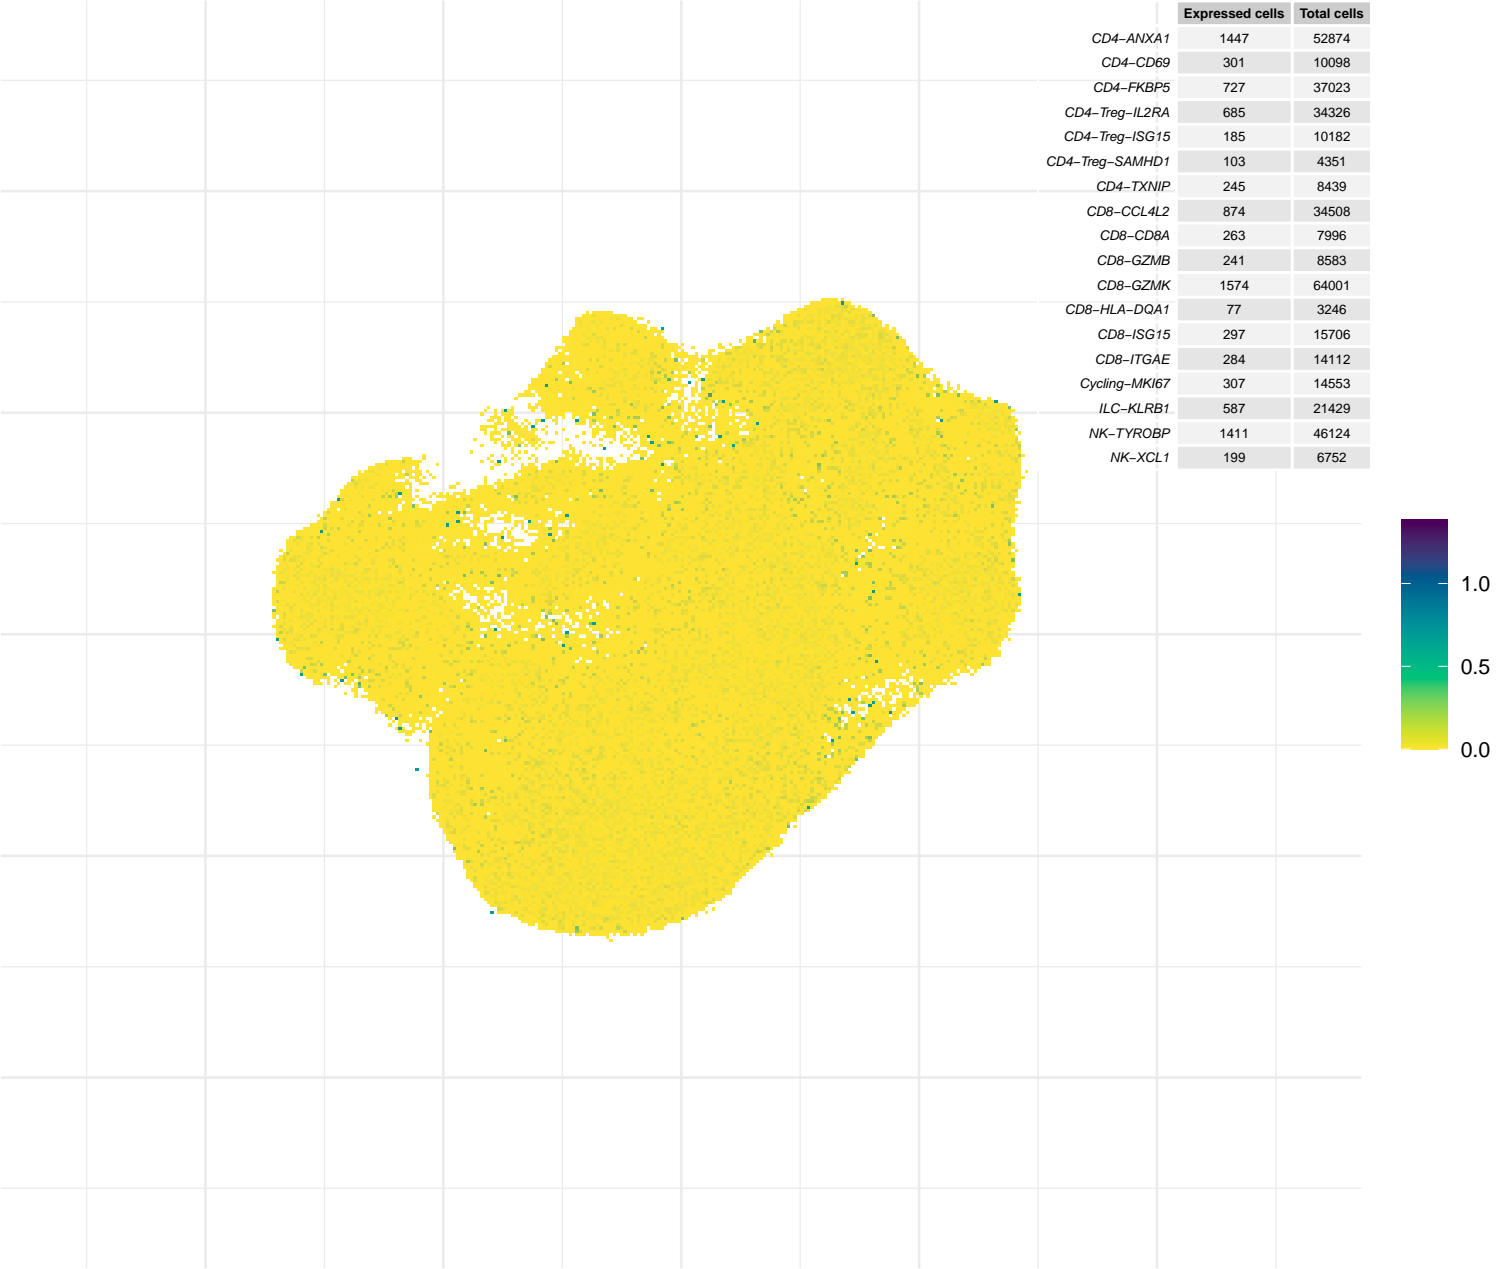 Expressed cells Total cells
CD4−ANXA1 1447 52874
CD4−CD69 301 10098
CD4−FKBP5 727 37023
CD4−Treg−IL2RA 685 34326
CD4−Treg−ISG15 185 10182
CD4−Treg−SAMHD1 103 4351
CD4−TXNIP 245 8439
CD8−CCL4L2 874 34508
CD8−CD8A 263 7996
CD8−GZMB 241 8583
CD8−GZMK 1574 64001
CD8−HLA−DQA1 77 3246
CD8−ISG15 297 15706
CD8−ITGAE 284 14112
Cycling−MKI67 307 14553
ILC−KLRB1 587 21429
NK−TYROBP 1411 46124
NK−XCL1 199 6752
1.0
0.5
0.0